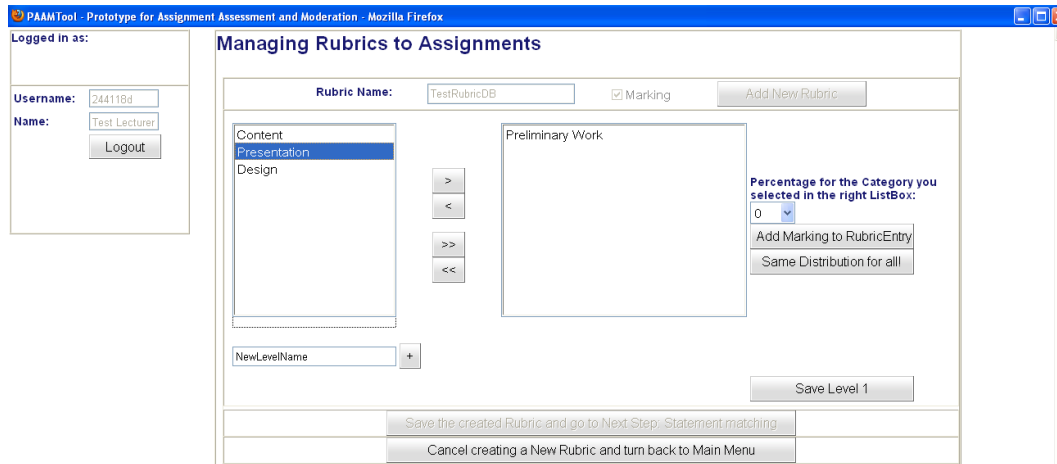 PAAMTool - Prototype for Assignment Assessment and Moderation - Mozilla Firefox
Logged in as:
Username: 244118d
Name: Test Lecturer
Logout
Managing Rubrics to Assignments
Rubric Name: TestRubricDB Marking Add New Rubric
Content
Presentation
Design
>
<
>>
<<
Preliminary Work
Percentage for the Category you
selected in the right ListBox:
0
Add Marking to RubricEntry
Same Distribution for all!
NewLevelName +
Save Level 1
Save the created Rubric and go to Next Step: Statement matching
Cancel creating a New Rubric and turn back to Main Menu